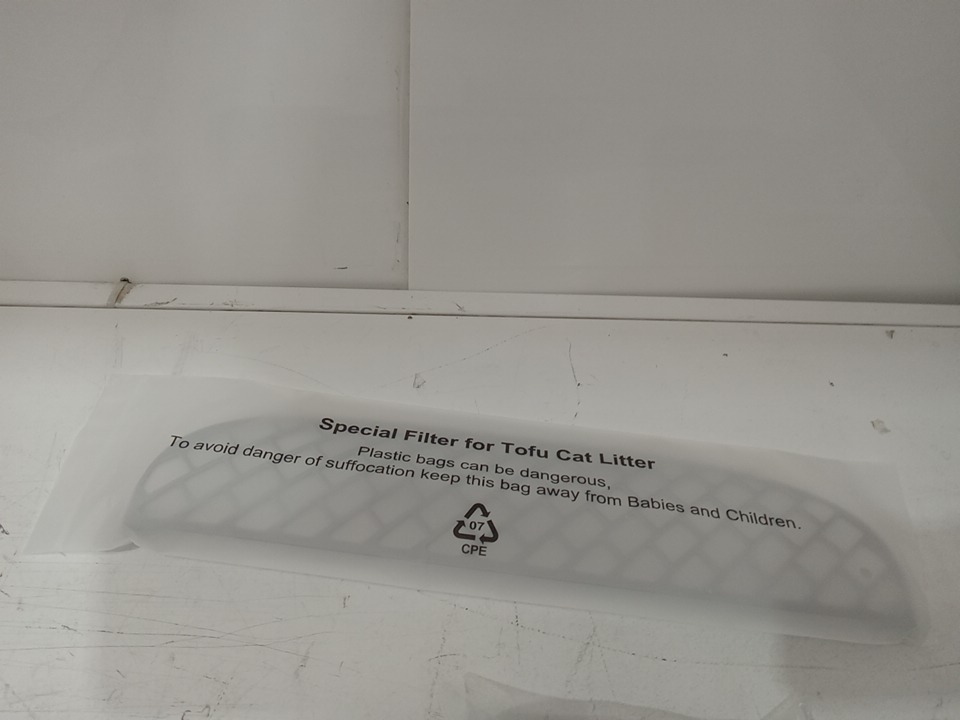 Special Filter for Tofu Cat Litter
Plastic bags can be dangerous,
To avoid danger of suffocation keep this bag away from Babies and Children.
07
CPE